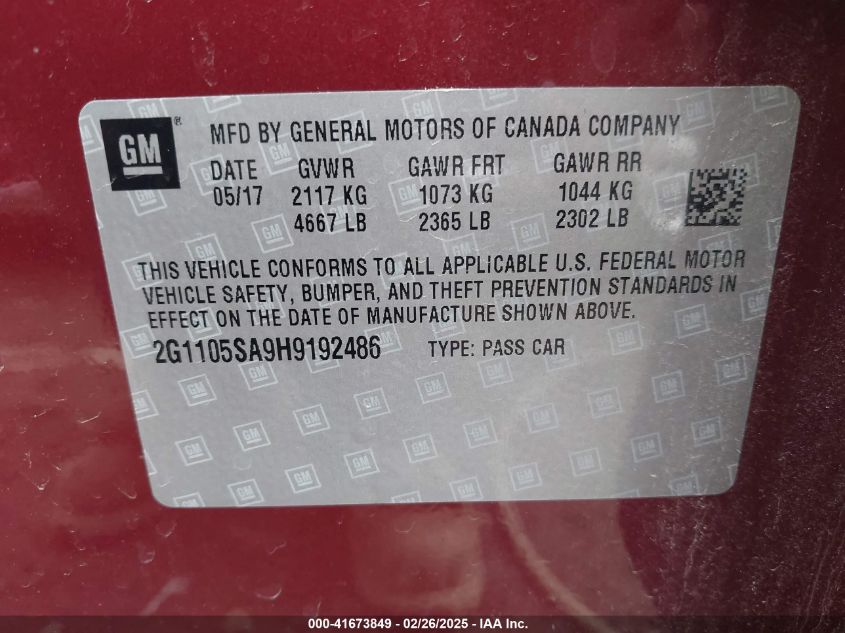 GM ® MFD BY GENERAL MOTORS OF CANADA COMPANY
DATE GVWR GAWR FRT GAWR RR
05/17 2117 KG 1073 KG 1044 KG
4667 LB 2365 LB 2302 LB
THIS VEHICLE CONFORMS TO ALL APPLICABLE U.S. FEDERAL MOTOR
VEHICLE SAFETY, BUMPER, AND THEFT PREVENTION STANDARDS IN
EFFECT ON THE DATE OF MANUFACTURE SHOWN ABOVE.
2G1105SA9H9192486 TYPE: PASS CAR
000-41673849 - 02/26/2025 - IAA Inc.